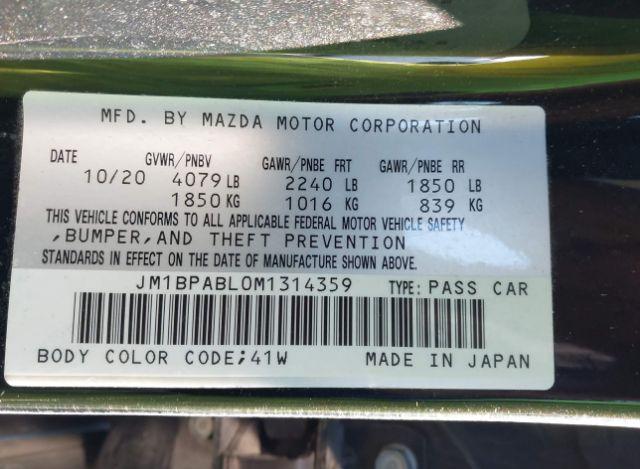 MFD. BY MAZDA MOTOR CORPORATION
DATE GVWR/PNBV GAWR/PNBE FRT GAWR/PNBE RR
10/20 4079 LB 2240 LB 1850 LB
1850 KG 1016 KG 839 KG
THIS VEHICLE CONFORMS TO ALL APPLICABLE FEDERAL MOTOR VEHICLE SAFETY
,BUMPER,AND THEFT PREVENTION
STANDARDS IN EFFECT ON THE DATE OF MANUFACTURE SHOWN ABOVE.
JM1BPABL0M1314359 TYPE: PASS CAR
BODY COLOR CODE;41W MADE IN JAPAN